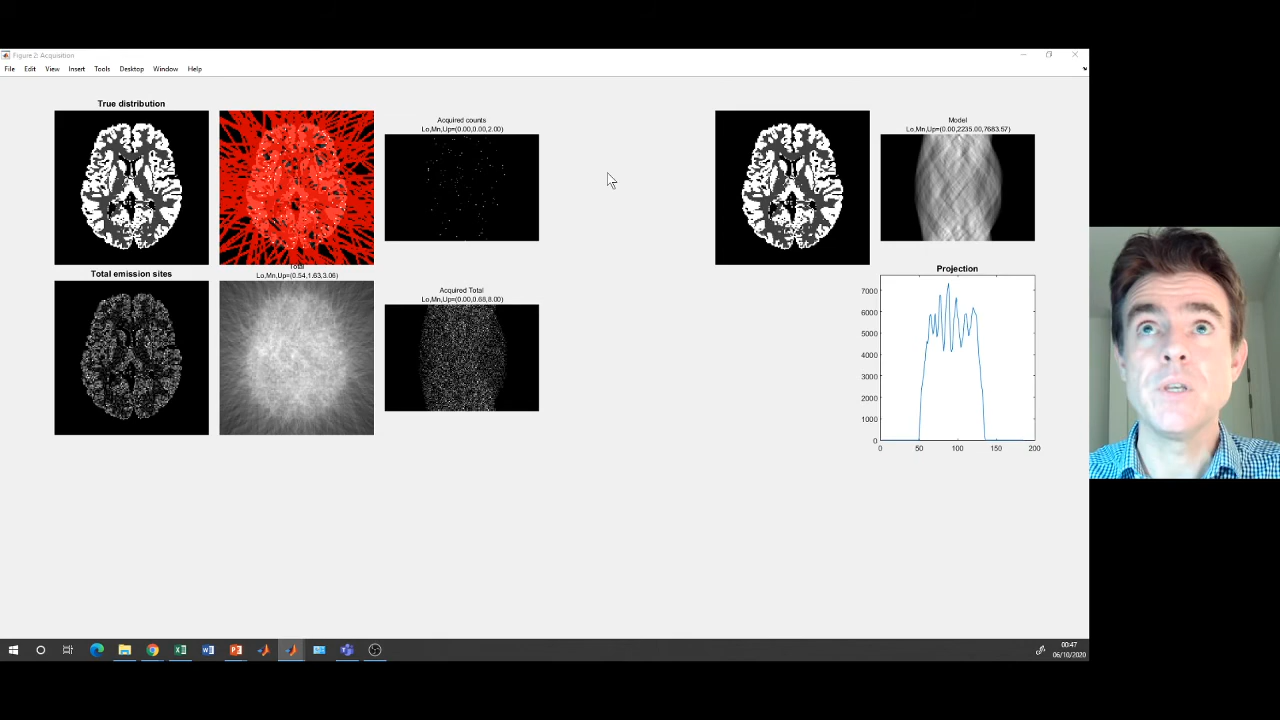 Figure 2: Acquisition
File Edit View Insert Tools Desktop Window Help
True distribution
Acquired counts
Lo,Mn,Up=(0.00,0.00,2.00)
Model
Lo,Mn,Up=(0.00,2235.00,7683.57)
Total emission sites
Total
Lo,Mn,Up=(0.54,1.63,3.06)
Acquired Total
Lo,Mn,Up=(0.00,0.68,8.00)
Projection
7000
6000
5000
4000
3000
2000
1000
0
0 50 100 150 200
00:47
06/10/2020